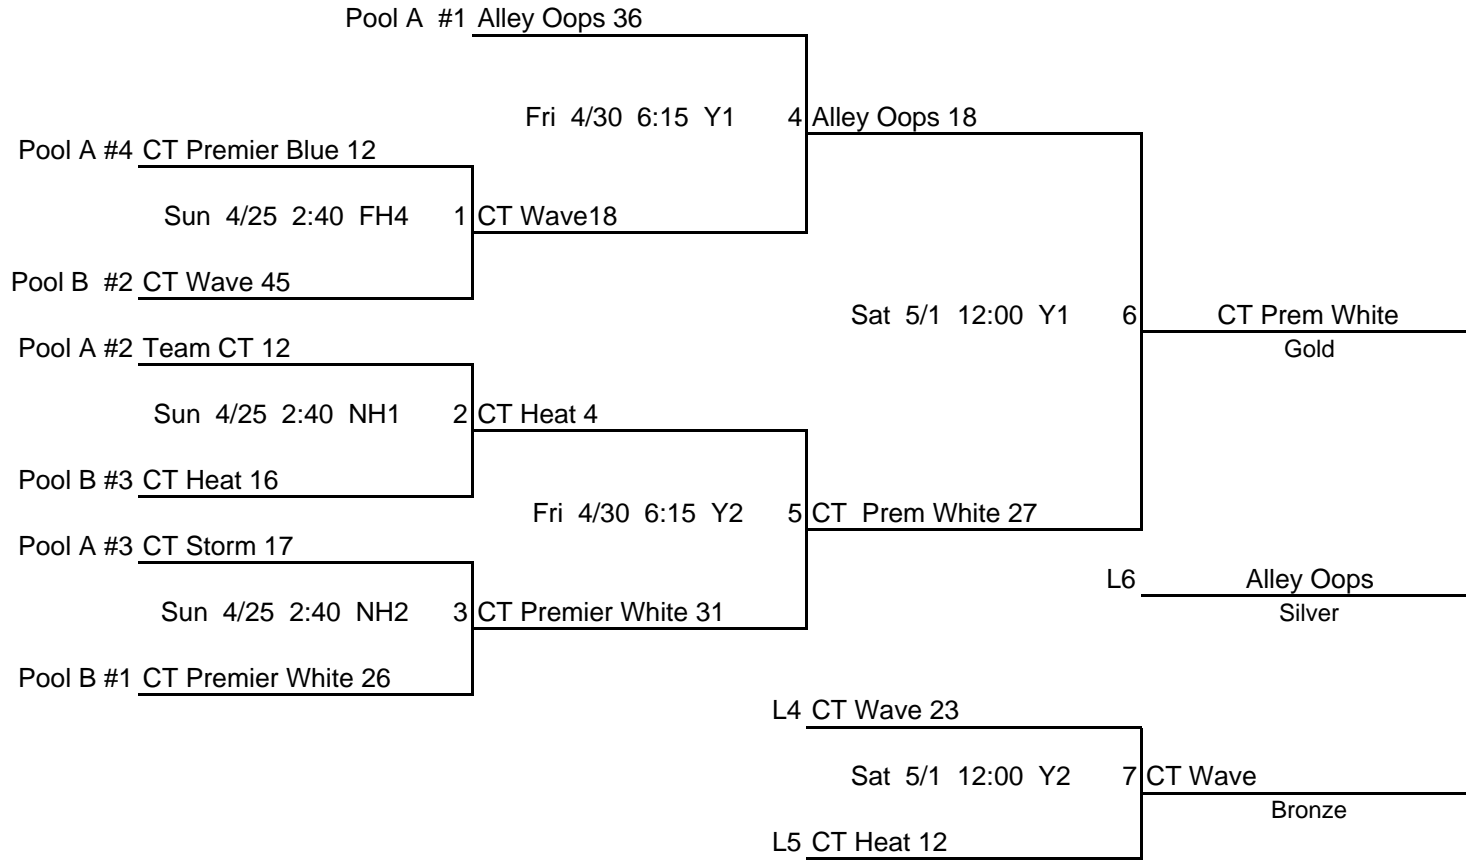 Pool A #1 Alley Oops 36
Fri 4/30 6:15 Y1 4 Alley Oops 18
Pool A #4 CT Premier Blue 12
Sun 4/25 2:40 FH4 1 CT Wave18
Pool B #2 CT Wave 45
Sat 5/1 12:00 Y1 6 CT Prem White
Pool A #2 Team CT 12
Gold
Sun 4/25 2:40 NH1 2 CT Heat 4
Pool B #3 CT Heat 16
Fri 4/30 6:15 Y2 5 CT Prem White 27
Pool A #3 CT Storm 17
L6 Alley Oops
Sun 4/25 2:40 NH2 3 CT Premier White 31
Silver
Pool B #1 CT Premier White 26
L4 CT Wave 23
Sat 5/1 12:00 Y2 7 CT Wave
Bronze
L5 CT Heat 12